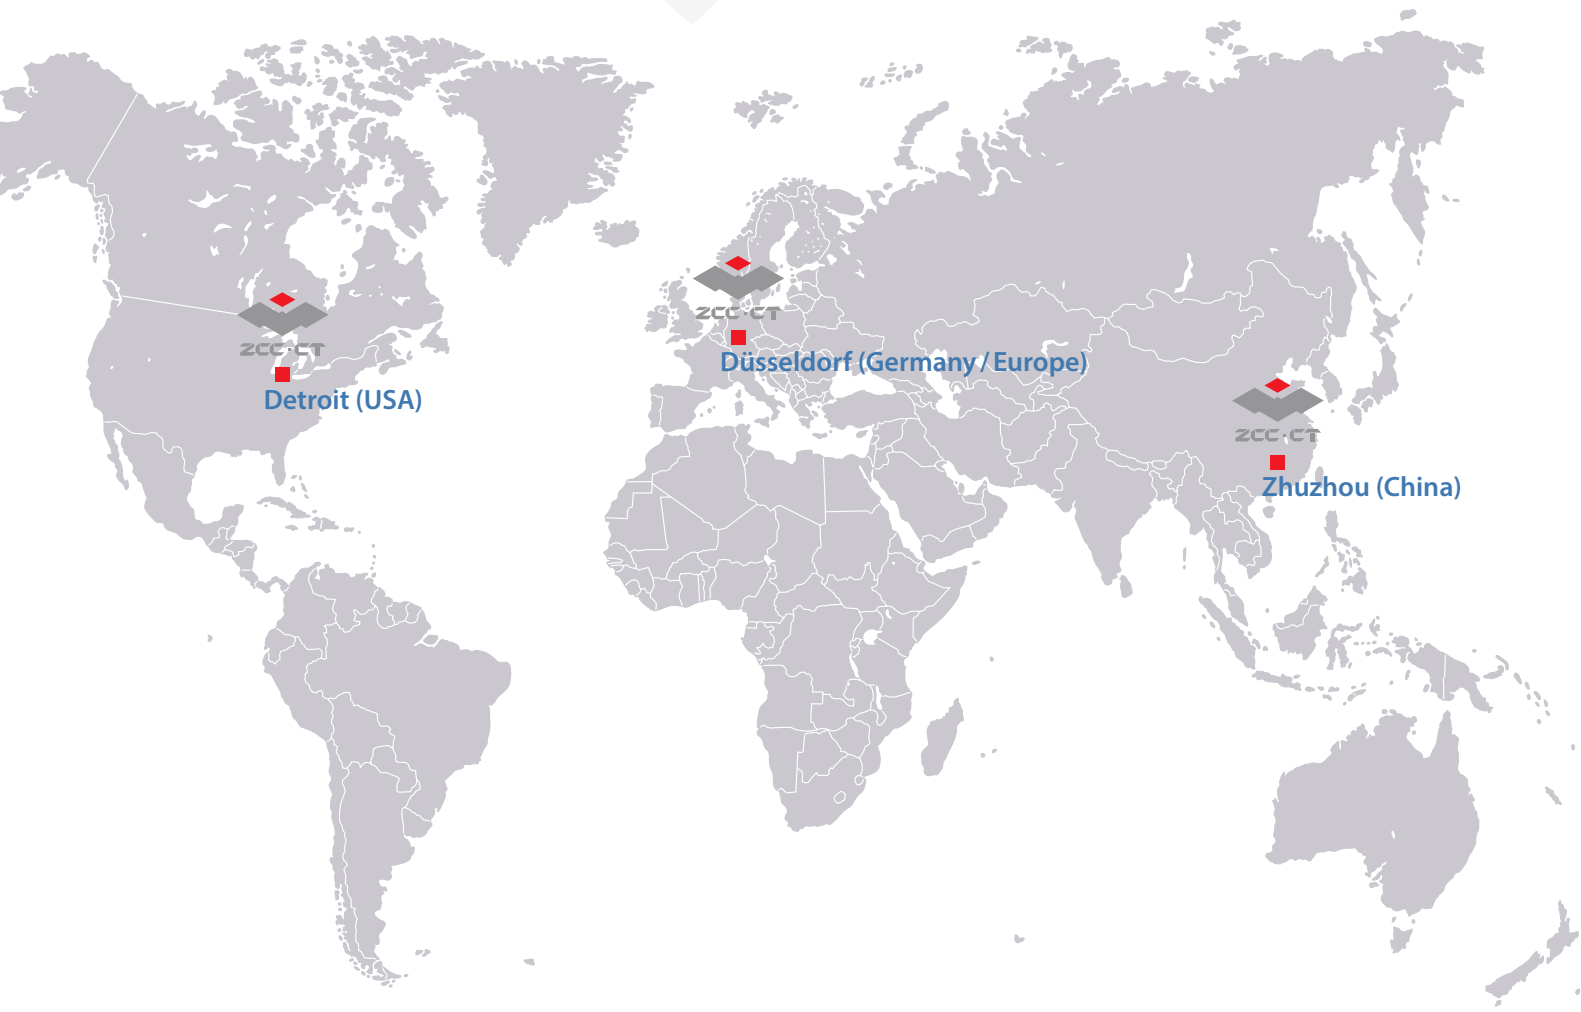 ZCC·CT
Düsseldorf (Germany / Europe)
ZCC·CT
Detroit (USA)
ZCC·CT
Zhuzhou (China)